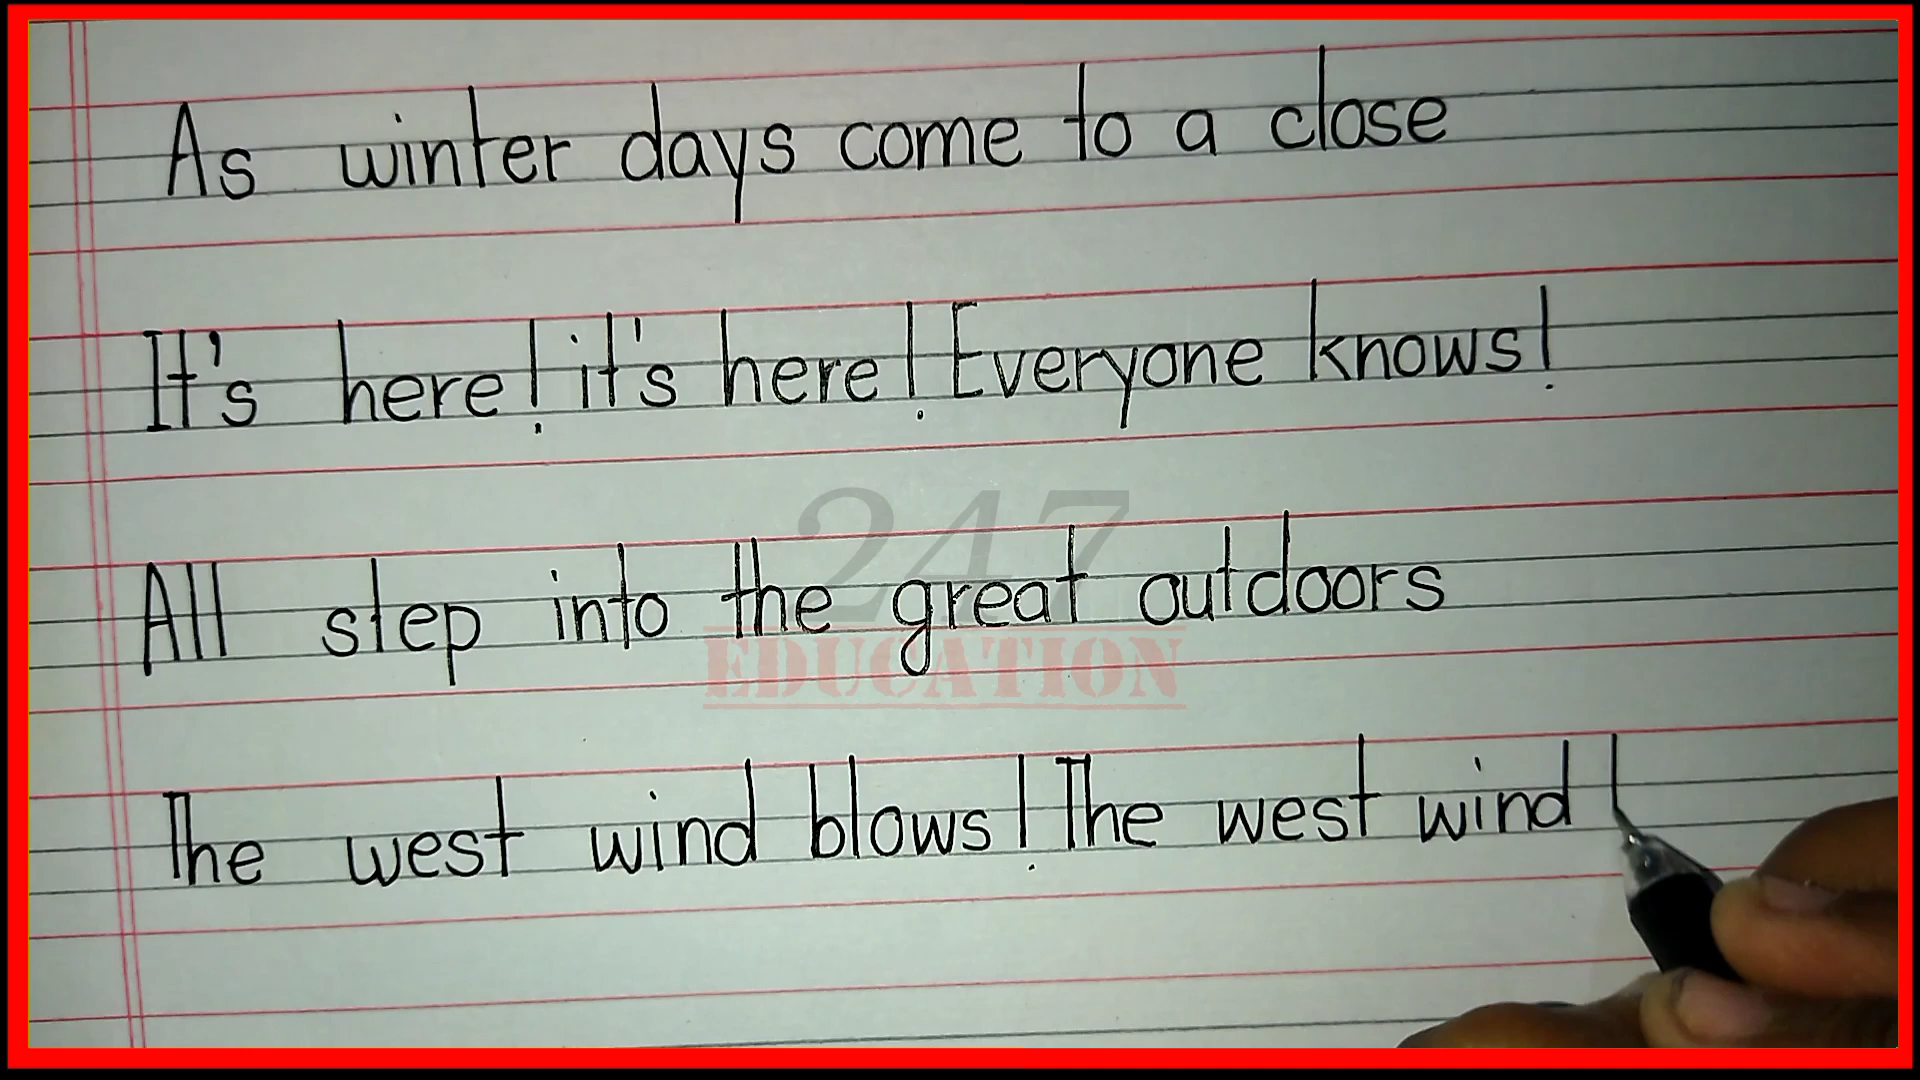 As winter days come to a close
It's here! it's here! Everyone knows!
All step into the great outdoors
247
EDUCATION
The west wind blows! The west wind